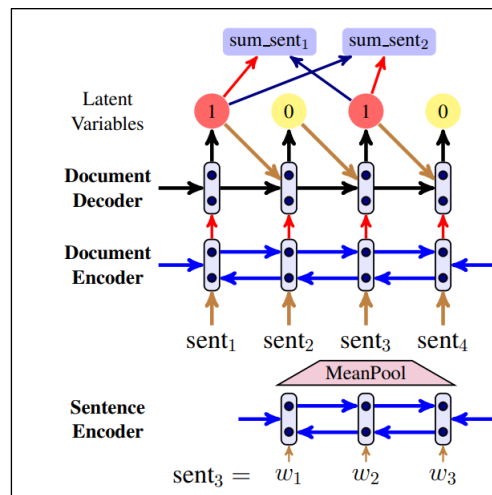 sum_sent₁ sum_sent₂
Latent
Variables
1 0 1 0
Document
Decoder
Document
Encoder
sent₁ sent₂ sent₃ sent₄
MeanPool
Sentence
Encoder
sent₃ = w₁ w₂ w₃